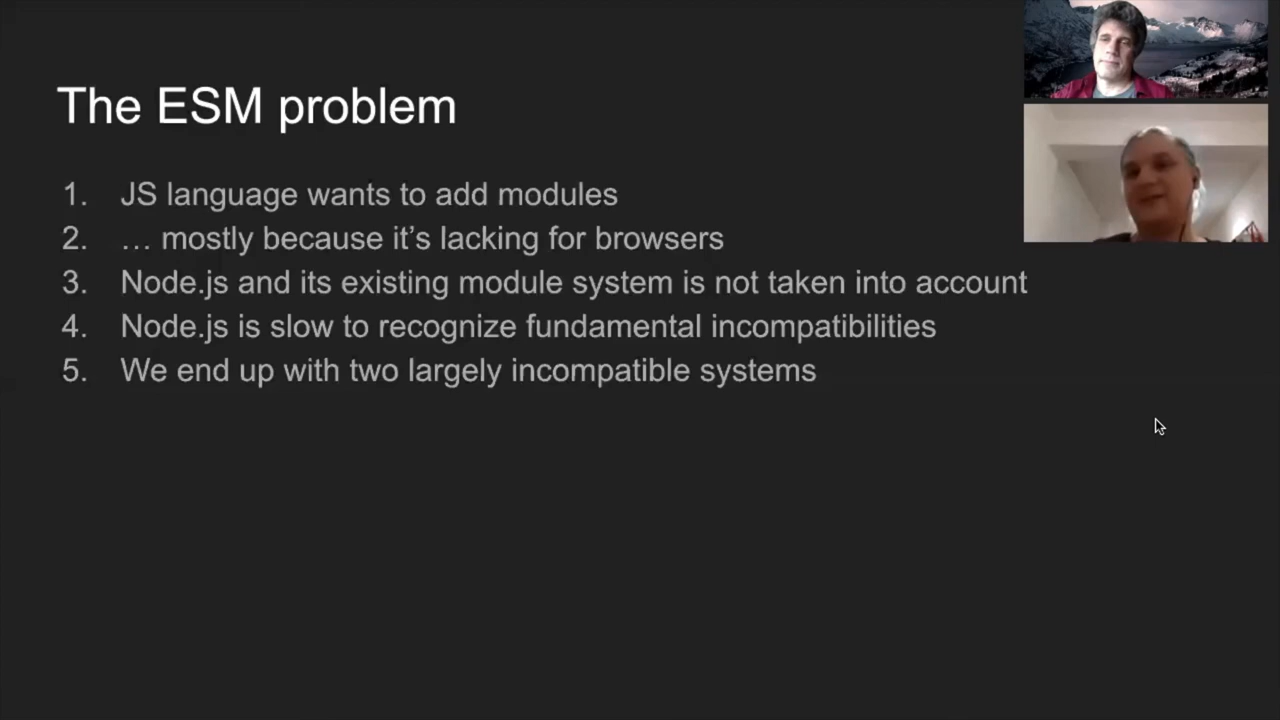 The ESM problem
1. JS language wants to add modules
2. … mostly because it’s lacking for browsers
3. Node.js and its existing module system is not taken into account
4. Node.js is slow to recognize fundamental incompatibilities
5. We end up with two largely incompatible systems